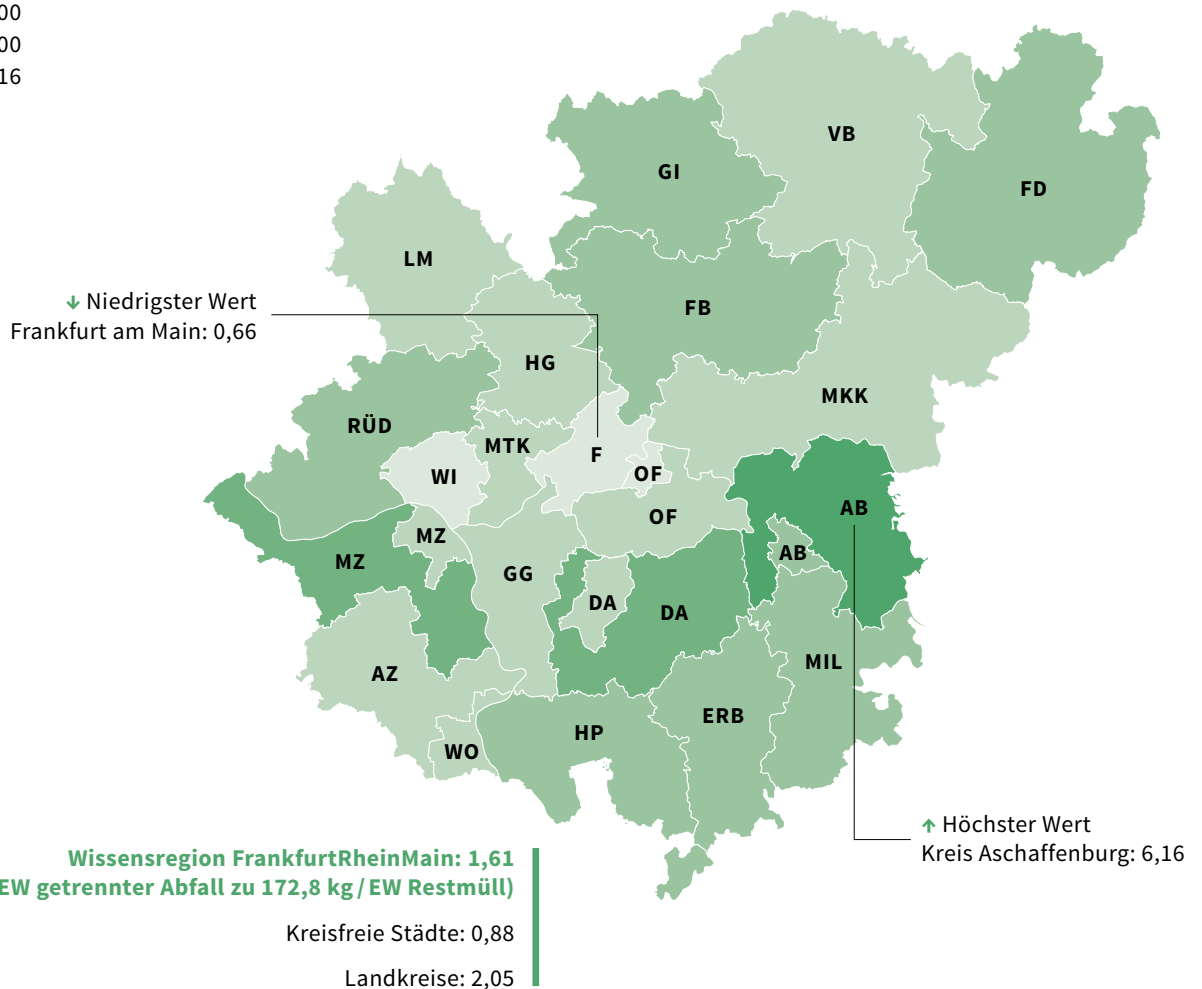 00
00
16
VB
GI
FD
LM
FB
↓ Niedrigster Wert
Frankfurt am Main: 0,66
HG
MKK
RÜD
MTK
F
WI
OF
AB
OF
MZ
AB
MZ
GG
DA
DA
MIL
AZ
ERB
HP
WO
↑ Höchster Wert
Kreis Aschaffenburg: 6,16
Wissensregion FrankfurtRheinMain: 1,61
EW getrennter Abfall zu 172,8 kg / EW Restmüll)
Kreisfreie Städte: 0,88
Landkreise: 2,05